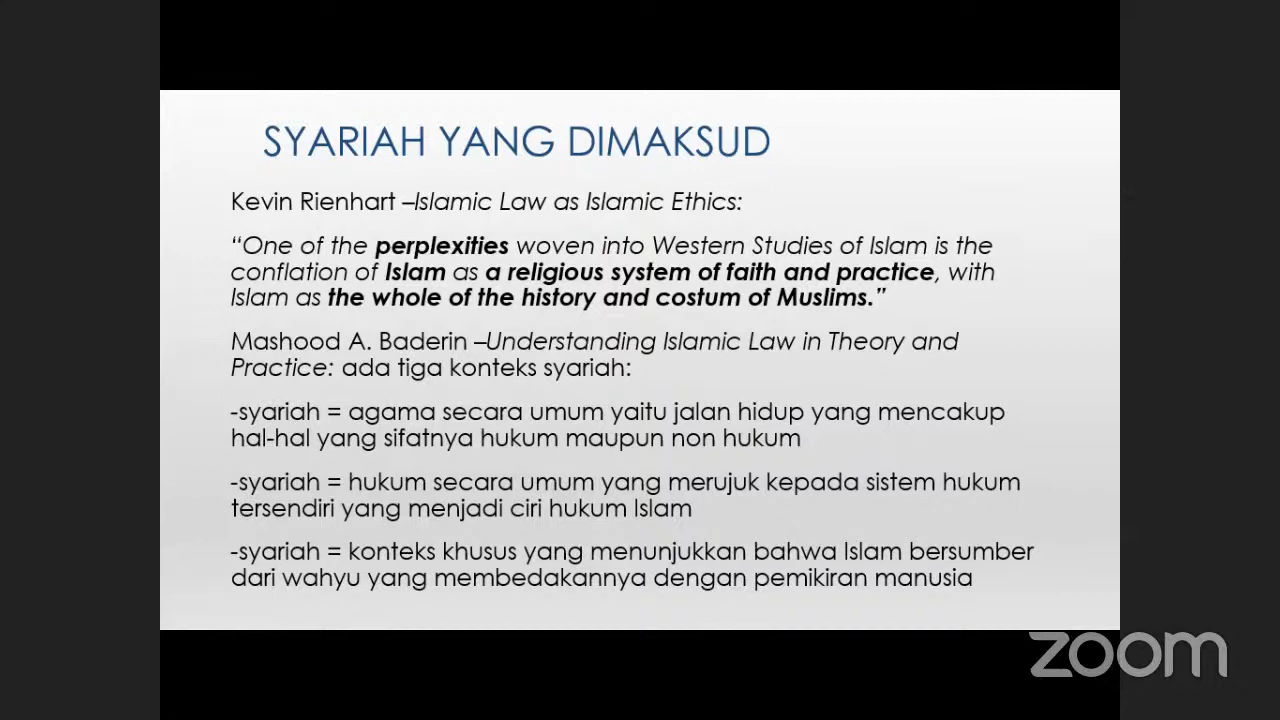 SYARIAH YANG DIMAKSUD
Kevin Rienhart –Islamic Law as Islamic Ethics:
“One of the perplexities woven into Western Studies of Islam is the
conflation of Islam as a religious system of faith and practice, with
Islam as the whole of the history and costum of Muslims.”
Mashood A. Baderin –Understanding Islamic Law in Theory and
Practice: ada tiga konteks syariah:
-syariah = agama secara umum yaitu jalan hidup yang mencakup
hal-hal yang sifatnya hukum maupun non hukum
-syariah = hukum secara umum yang merujuk kepada sistem hukum
tersendiri yang menjadi ciri hukum Islam
-syariah = konteks khusus yang menunjukkan bahwa Islam bersumber
dari wahyu yang membedakannya dengan pemikiran manusia
zoom